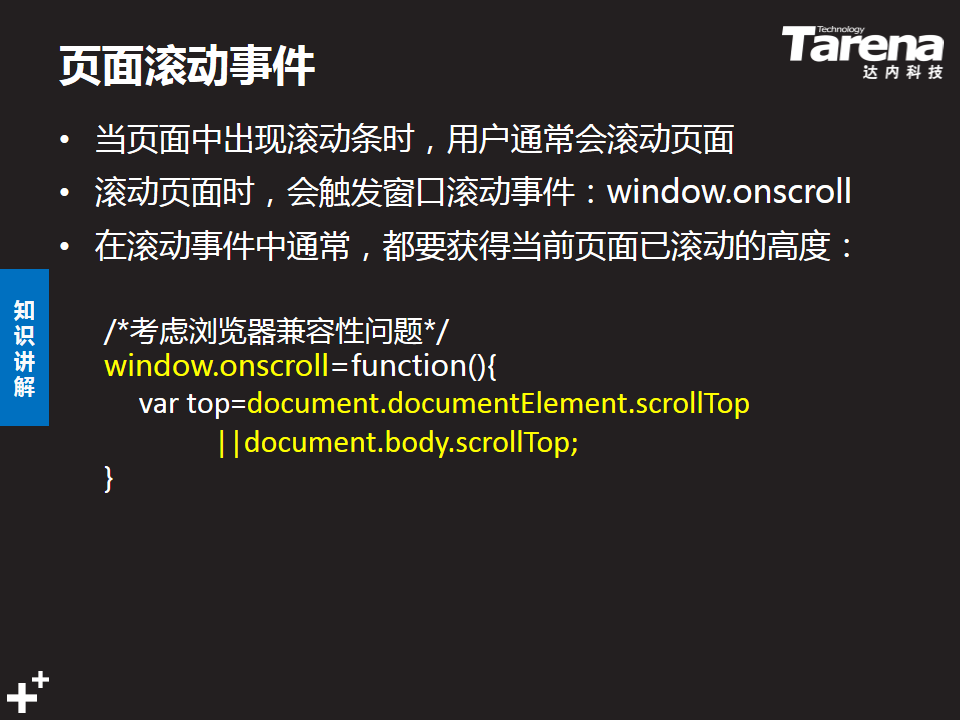 页面滚动事件
Technology
Tarena
达内科技
• 当页面中出现滚动条时，用户通常会滚动页面
• 滚动页面时，会触发窗口滚动事件：window.onscroll
• 在滚动事件中通常，都要获得当前页面已滚动的高度：
知识讲解
/*考虑浏览器兼容性问题*/
window.onscroll=function(){
var top=document.documentElement.scrollTop
||document.body.scrollTop;
}